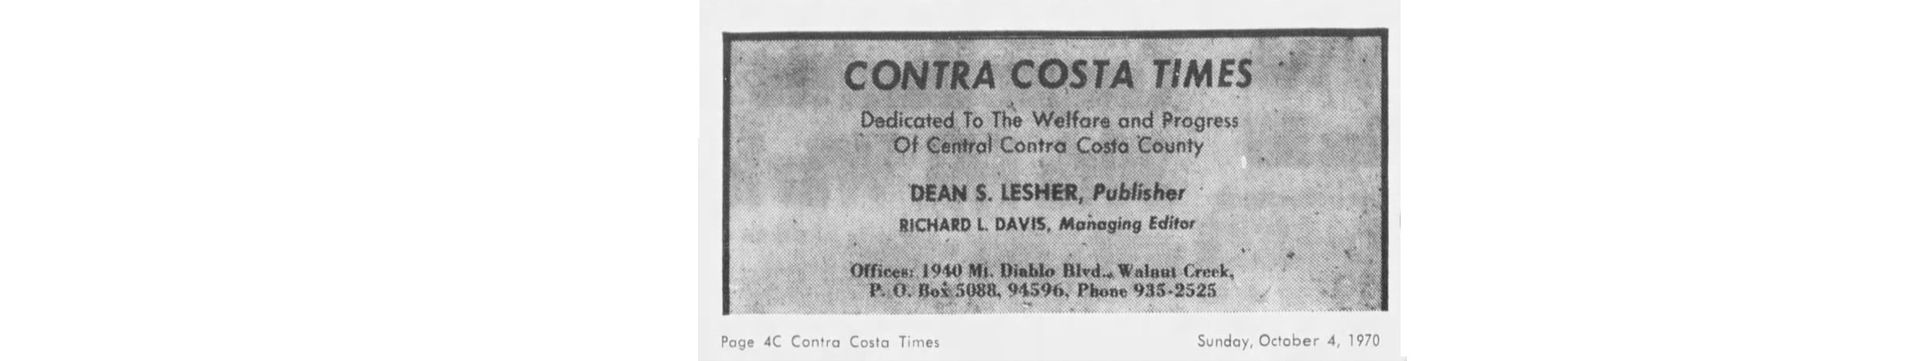 CONTRA COSTA TIMES
Dedicated To The Welfare and Progress
Of Central Contra Costa County
DEAN S. LESHER, Publisher
RICHARD L. DAVIS, Managing Editor
Offices: 1940 Mt. Diablo Blvd., Walnut Creek,
P. O. Box 5088, 94596, Phone 935-2525
Page 4C Contra Costa Times
Sunday, October 4, 1970